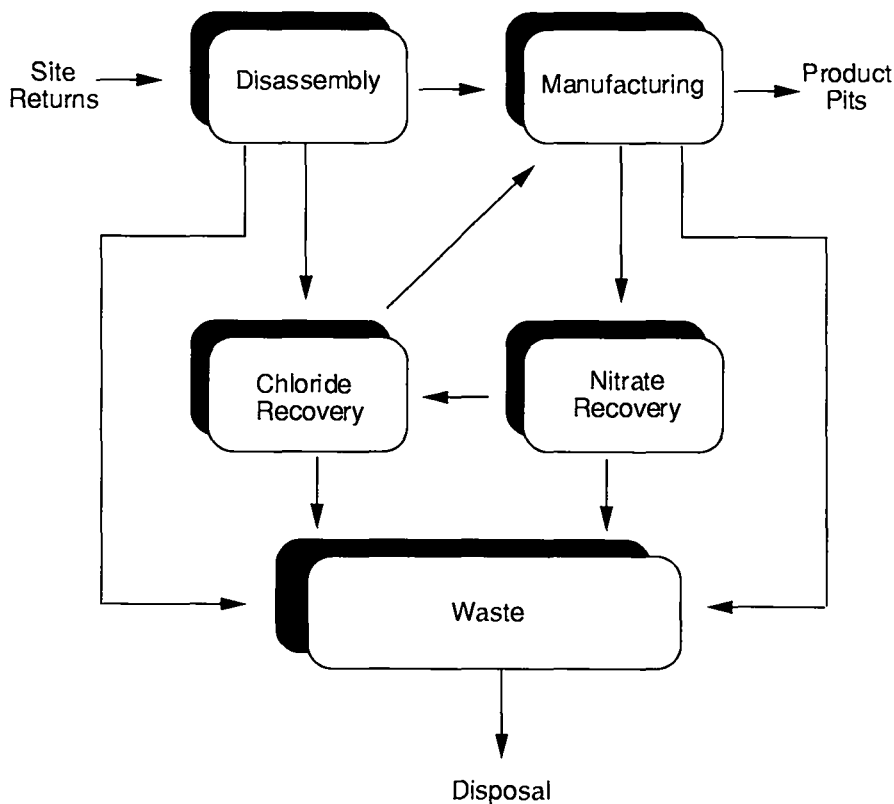 Site
Returns
Disassembly
Manufacturing
Product
Pits
Chloride
Recovery
Nitrate
Recovery
Waste
Disposal